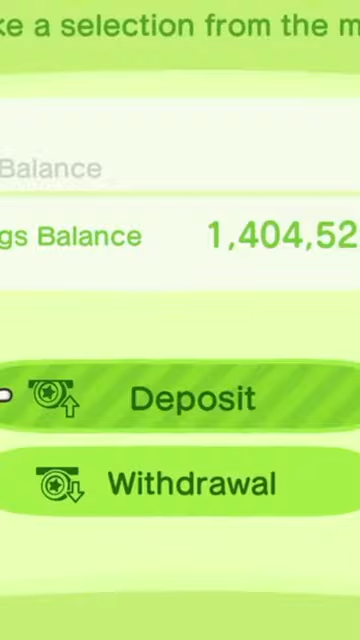 ke a selection from the m
Balance
gs Balance 1,404,52
Deposit
Withdrawal